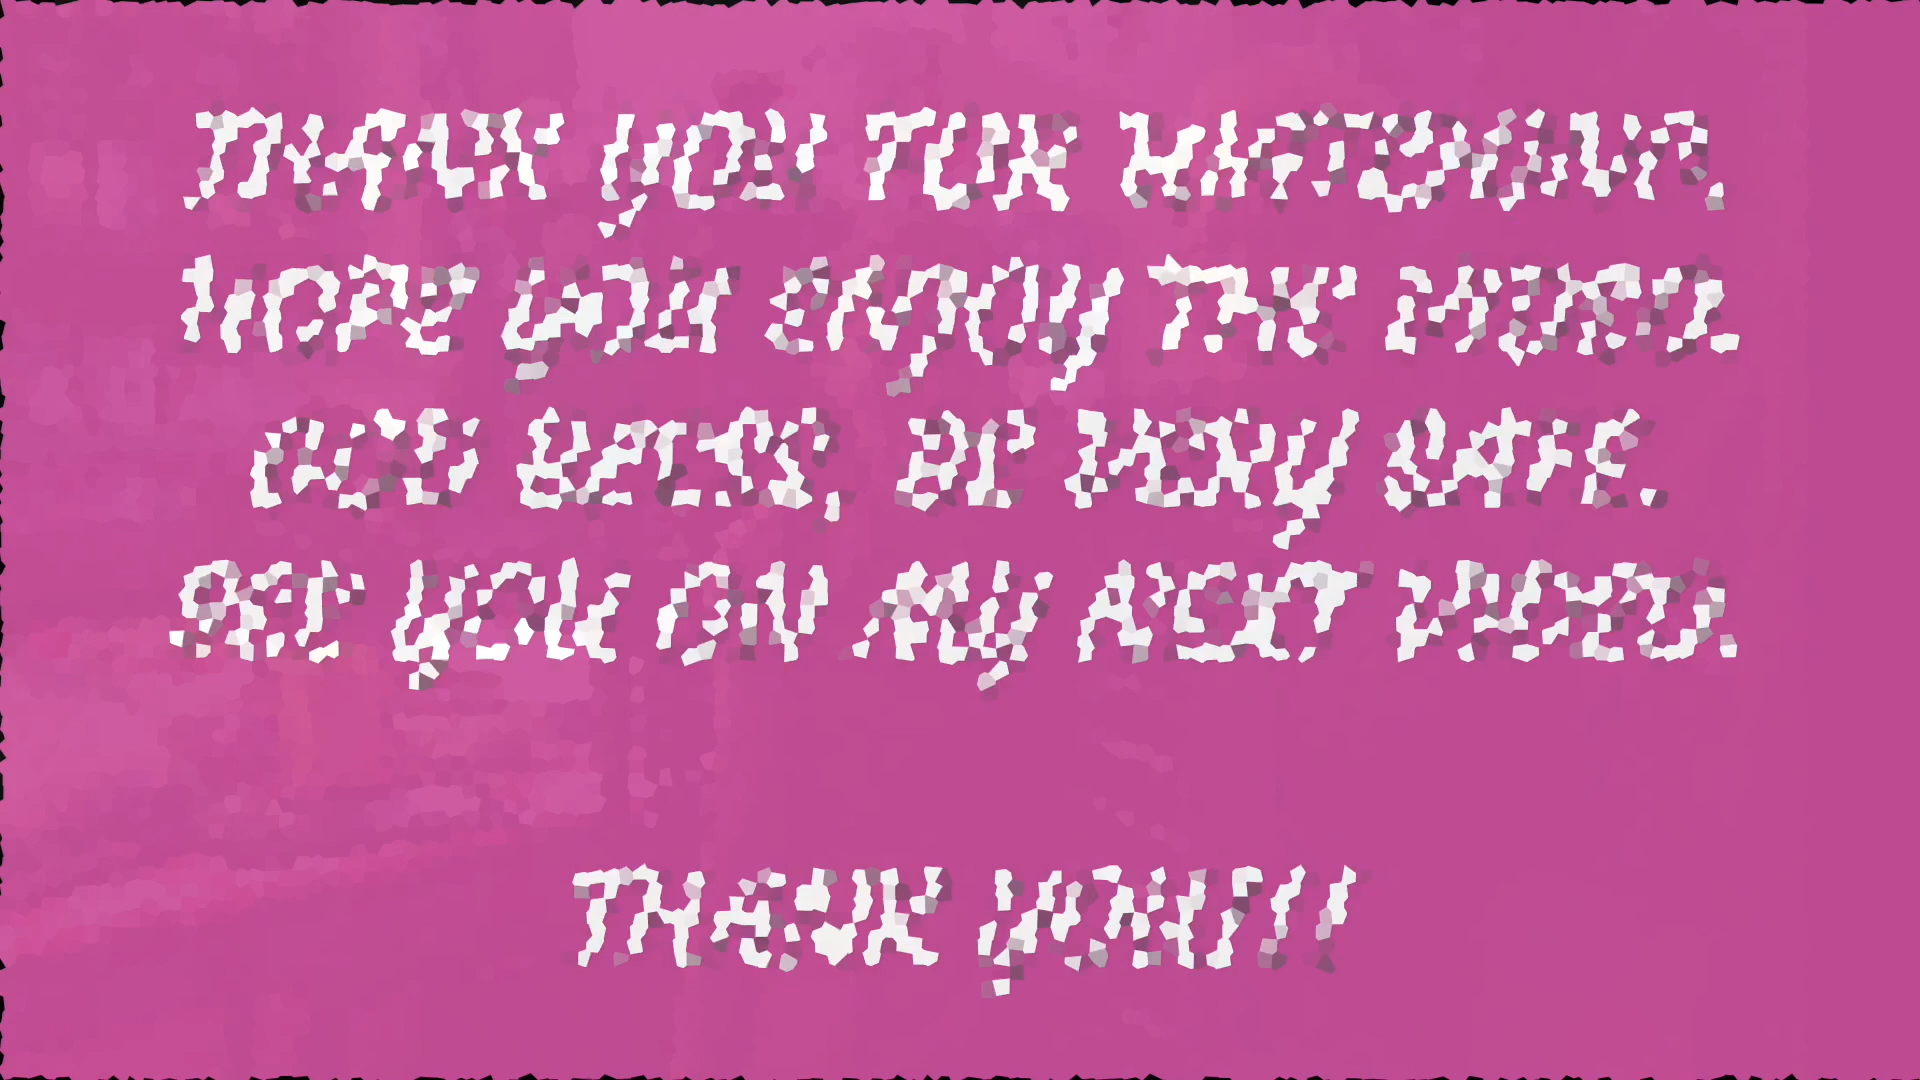 THANK YOU FOR WATCHING.
HOPE YOU ENJOY THE VIDEO.
GOD BLESS, BE VERY SAFE.
SEE YOU ON MY NEXT VIDEO.
THANK YOU!!!